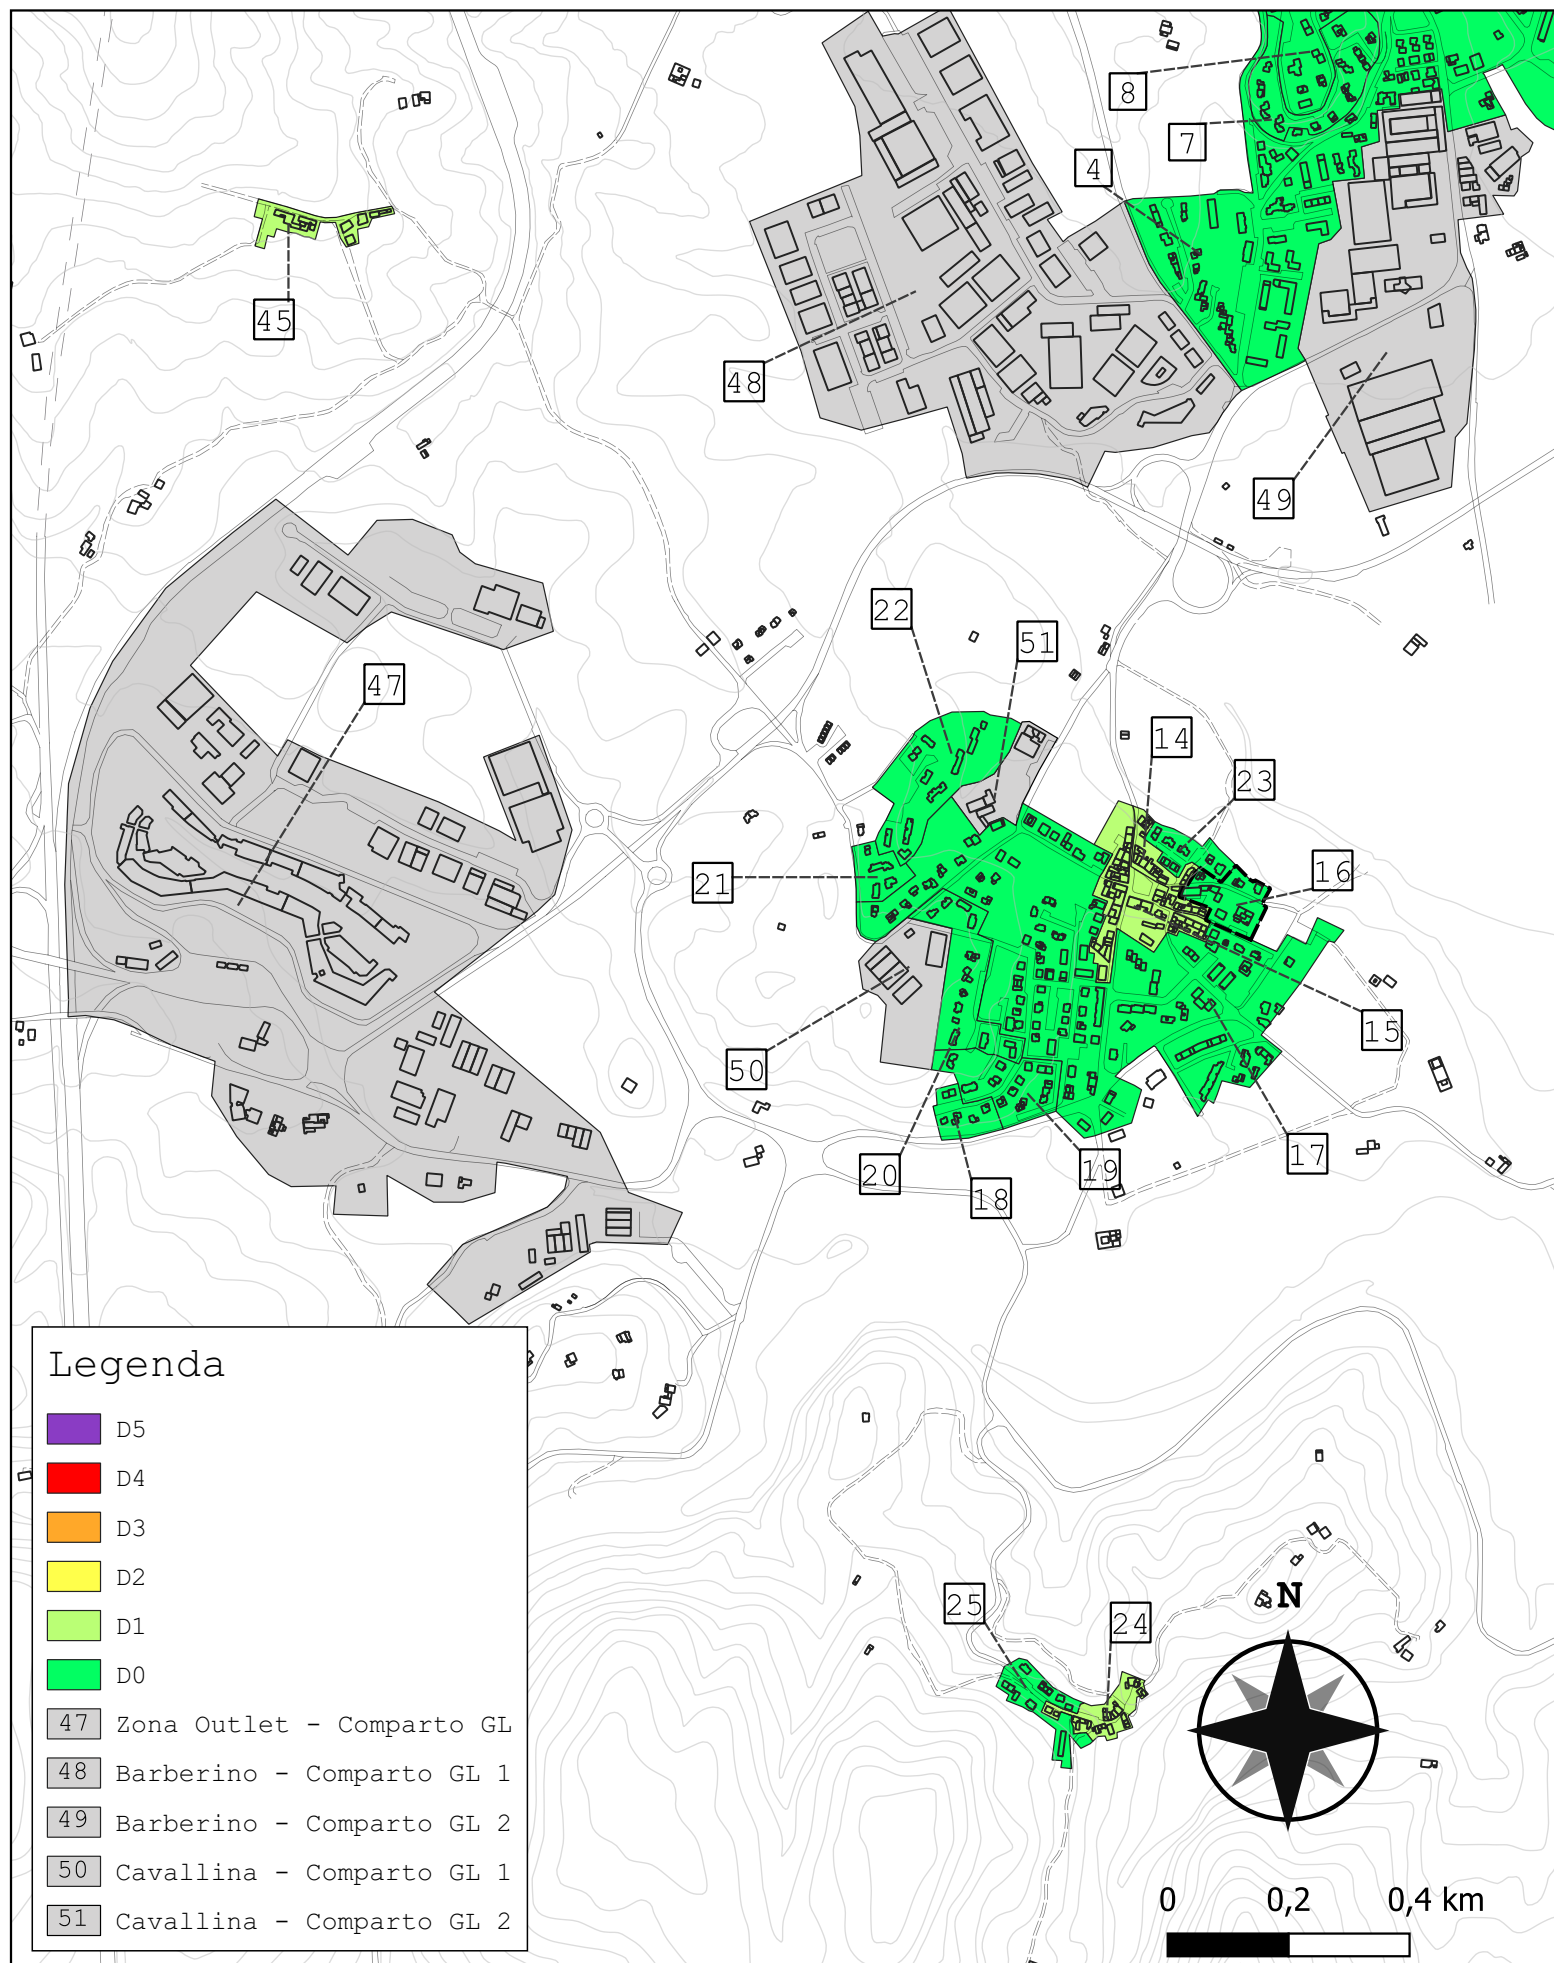 8
7
4
45
48
49
22
51
47
14
23
16
21
15
50
17
20
19
18
25
24
N
Legenda
D5
D4
D3
D2
D1
D0
47 Zona Outlet - Comparto GL
48 Barberino - Comparto GL 1
49 Barberino - Comparto GL 2
50 Cavallina - Comparto GL 1
51 Cavallina - Comparto GL 2
0 0,2 0,4 km